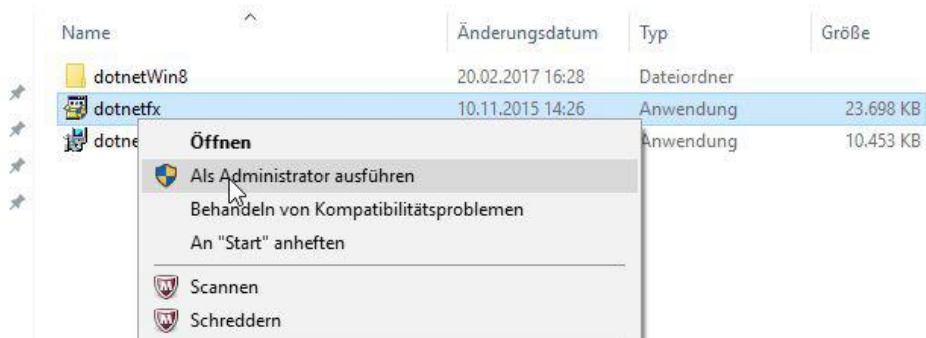 Name Änderungsdatum Typ Größe
dotnetWin8 20.02.2017 16:28 Dateiordner
dotnetfx 10.11.2015 14:26 Anwendung 23.698 KB
dotne Anwendung 10.453 KB
Öffnen
Als Administrator ausführen
Behandeln von Kompatibilitätsproblemen
An "Start" anheften
Scannen
Schreddern